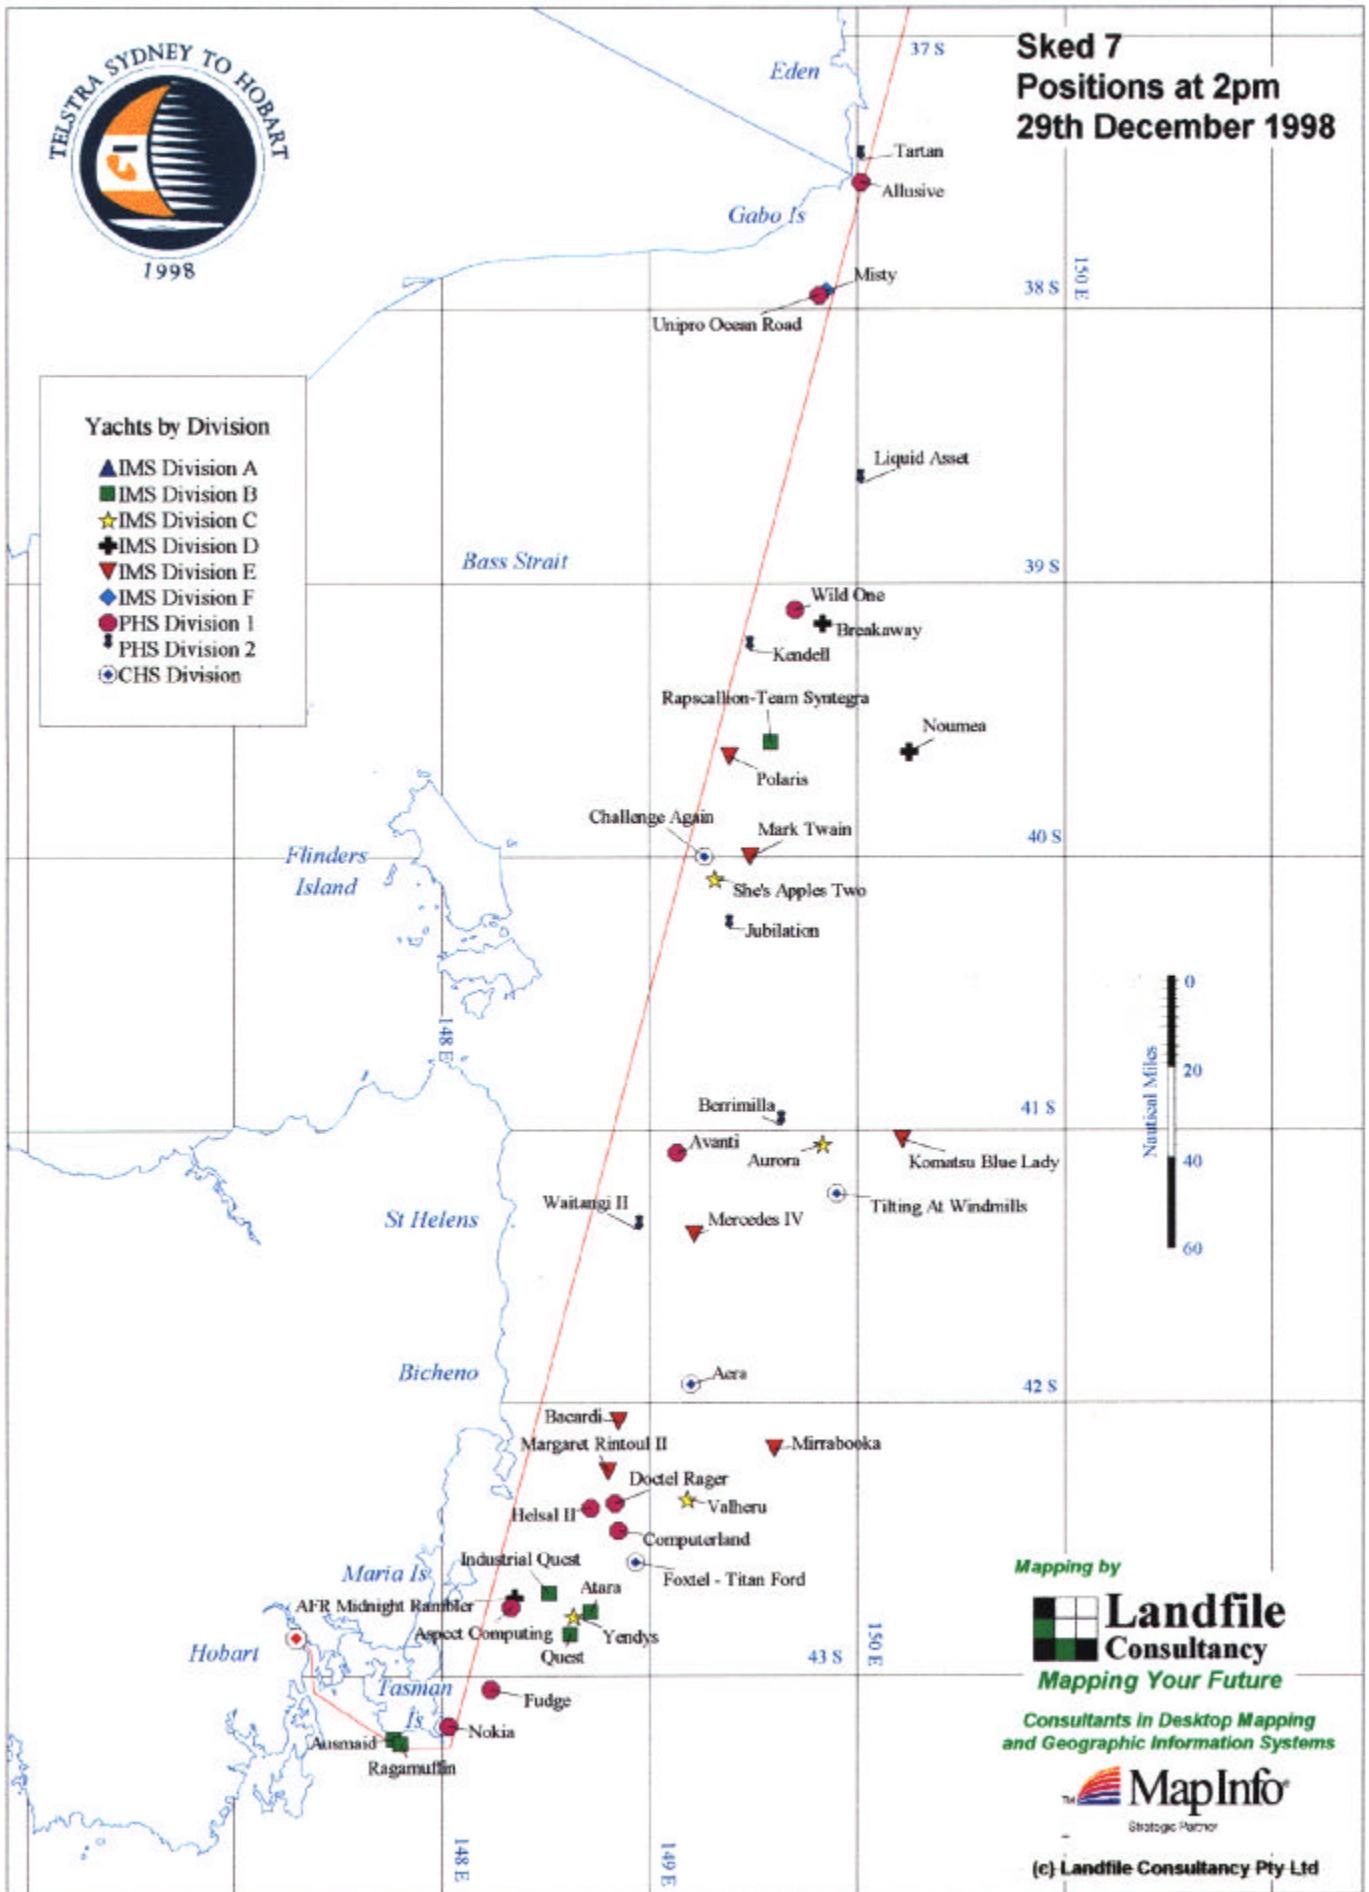 TELSTRA SYDNEY TO HOBART
1998
Sked 7
Positions at 2pm
29th December 1998
37 S
Eden
Tartan
Allusive
Gabo Is
Misty
38 S
150 E
Unipro Ocean Road
Yachts by Division
IMS Division A
IMS Division B
IMS Division C
IMS Division D
IMS Division E
IMS Division F
PHS Division 1
PHS Division 2
CHS Division
Liquid Asset
Bass Strait
39 S
Wild One
Breakaway
Kendell
Rapscallion-Team Syntegra
Noumea
Polaris
Challenge Again
Mark Twain
40 S
Flinders
Island
She's Apples Two
Jubilation
0
20
40
60
Nautical Miles
148 E
Berrimilla
41 S
Avanti
Aurora
Komatsu Blue Lady
Waitangi II
Tilting At Windmills
St Helens
Mercedes IV
Bicheno
Aera
42 S
Bacardi
Margaret Rintoul II
Mirrabooka
Doctel Rager
Helsal II
Valheru
Computerland
Industrial Quest
Foxtel - Titan Ford
Maria Is
AFR Midnight Rambler
Atara
Aspect Computing
Yendys
Quest
Hobart
43 S
150 E
Tasman
Is
Fudge
Nokia
Ausmaid
Ragamuffin
148 E
149 E
Mapping by
Landfile
Consultancy
Mapping Your Future
Consultants in Desktop Mapping
and Geographic Information Systems
TM MapInfo®
Strategic Partner
(c) Landfile Consultancy Pty Ltd